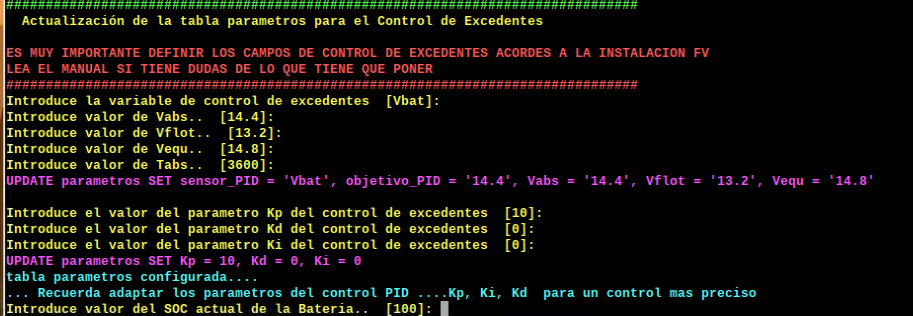 ################################################################################
Actualización de la tabla parametros para el Control de Excedentes
ES MUY IMPORTANTE DEFINIR LOS CAMPOS DE CONTROL DE EXCEDENTES ACORDES A LA INSTALACION FV
LEA EL MANUAL SI TIENE DUDAS DE LO QUE TIENE QUE PONER
################################################################################
Introduce la variable de control de excedentes  [Vbat]:
Introduce valor de Vabs..  [14.4]:
Introduce valor de Vflot..  [13.2]:
Introduce valor de Vequ..  [14.8]:
Introduce valor de Tabs..  [3600]:
UPDATE parametros SET sensor_PID = 'Vbat', objetivo_PID = '14.4', Vabs = '14.4', Vflot = '13.2', Vequ = '14.8'
Introduce el valor del parametro Kp del control de excedentes  [10]:
Introduce el valor del parametro Kd del control de excedentes  [0]:
Introduce el valor del parametro Ki del control de excedentes  [0]:
UPDATE parametros SET Kp = 10, Kd = 0, Ki = 0
tabla parametros configurada....
... Recuerda adaptar los parametros del control PID ....Kp, Ki, Kd  para un control mas preciso
Introduce valor del SOC actual de la Bateria..  [100]: